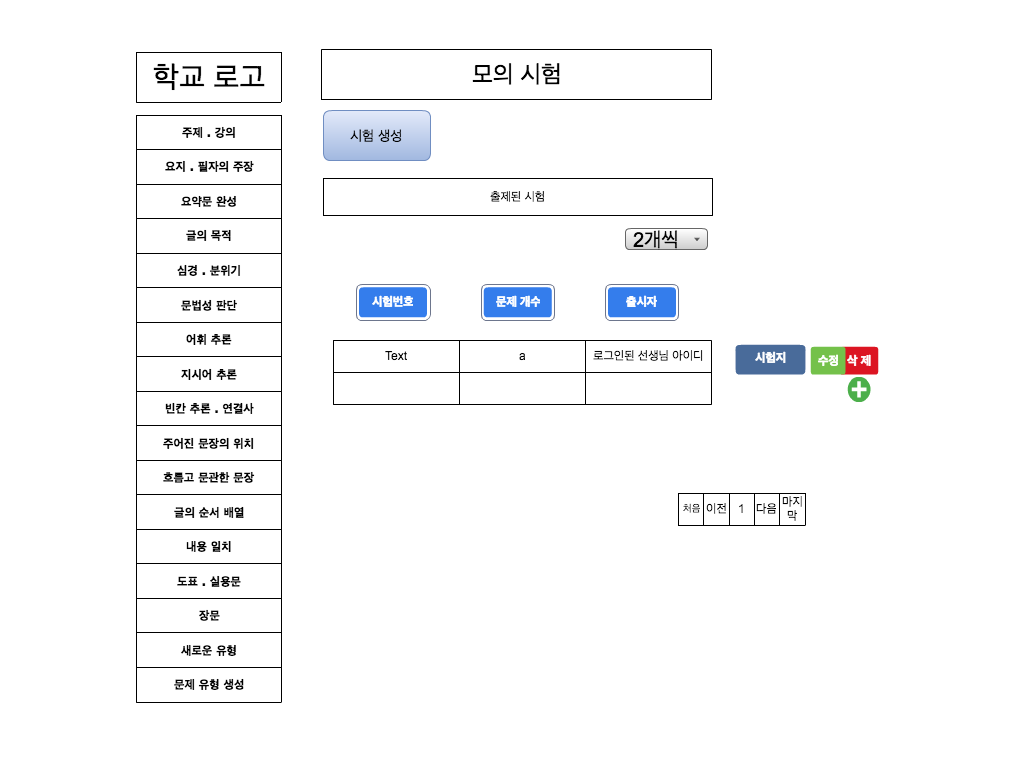 학교 로고
모의 시험
시험 생성
주제 . 강의
요지 . 필자의 주장
요약문 완성
글의 목적
심경 . 분위기
문법성 판단
어휘 추론
지시어 추론
빈칸 추론 . 연결사
주어진 문장의 위치
흐름고 문관한 문장
글의 순서 배열
내용 일치
도표 . 실용문
장문
새로운 유형
문제 유형 생성
출제된 시험
2개씩
시험번호 문제 개수 출시자
Text a 로그인된 선생님 아이디
시험지 수정 삭 제
처음 이전 1 다음 마지
막